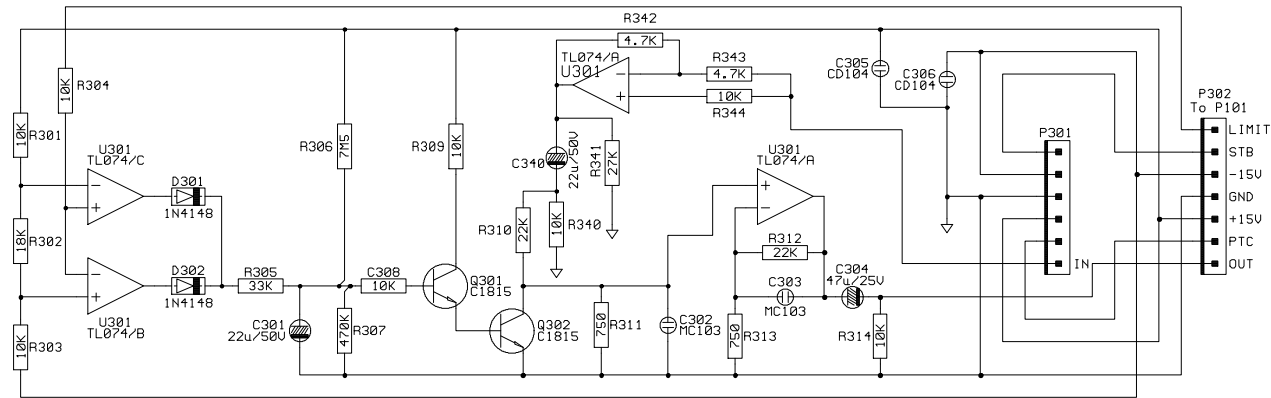 R342
4.7K
TL074/A
U301
R343
4.7K
10K
R344
C305
CD104
C306
CD104
P302
To P101
LIMIT
STB
-15V
GND
+15V
PTC
OUT
P301
IN
R304
10K
R301
10K
U301
TL074/C
D301
1N4148
R302
18K
D302
1N4148
U301
TL074/B
R303
10K
R305
33K
C301
22u/50V
R306
7M5
R307
470K
C308
10K
R309
10K
Q301
C1815
Q302
C1815
C340
22u/50V
R341
27K
R310
22K
R340
10K
R311
750
C302
MC103
U301
TL074/A
R312
22K
C303
MC103
R313
750
C304
47u/25V
R314
10K